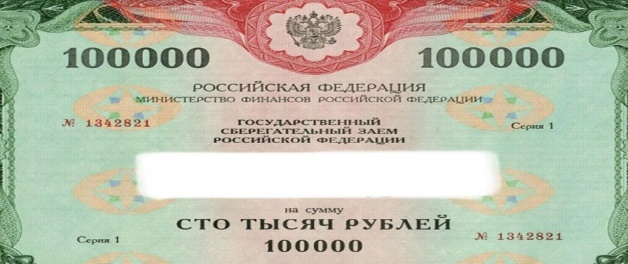 100000 100000
РОССИЙСКАЯ ФЕДЕРАЦИЯ
МИНИСТЕРСТВО ФИНАНСОВ РОССИЙСКОЙ ФЕДЕРАЦИИ
№ 1342821
ГОСУДАРСТВЕННЫЙ
СБЕРЕГАТЕЛЬНЫЙ ЗАЕМ
РОССИЙСКОЙ ФЕДЕРАЦИИ
Серия 1
на сумму
СТО ТЫСЯЧ РУБЛЕЙ
Серия 1
100000
№ 1342821